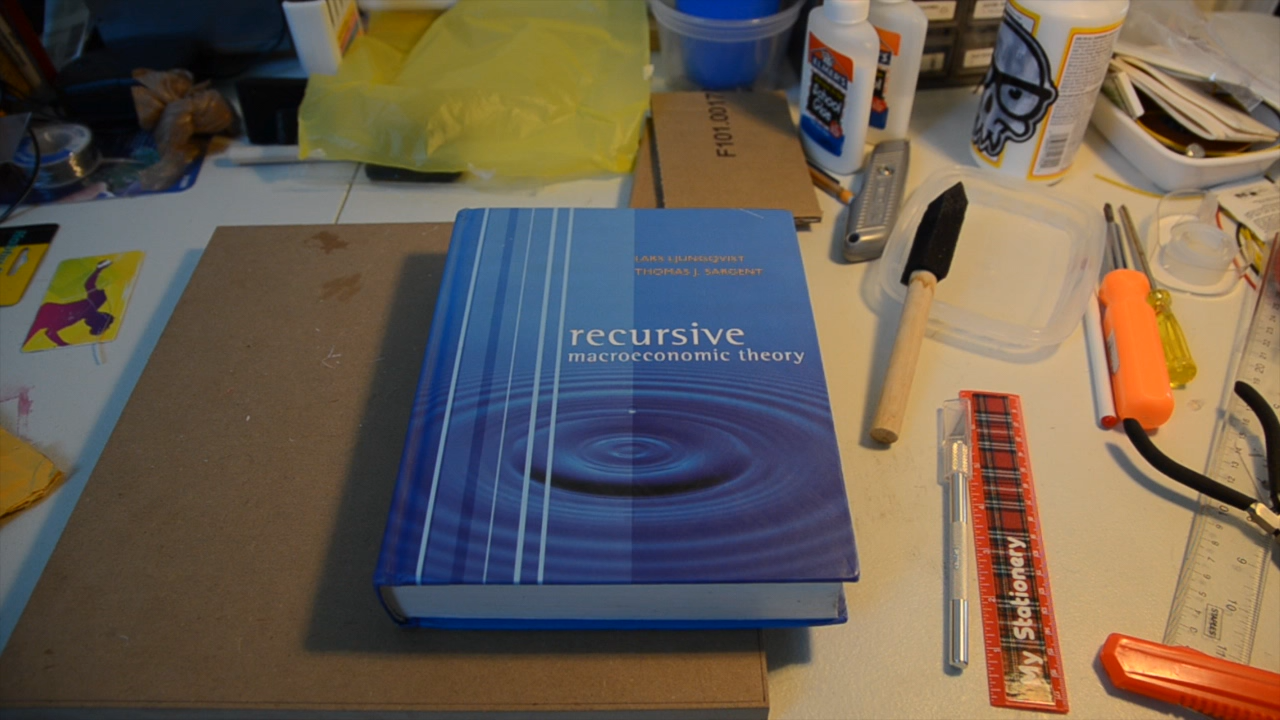 F101.0017
ELMER'S
School
Glue
LARS LJUNGQVIST
THOMAS J. SARGENT
recursive
macroeconomic theory
My Stationery